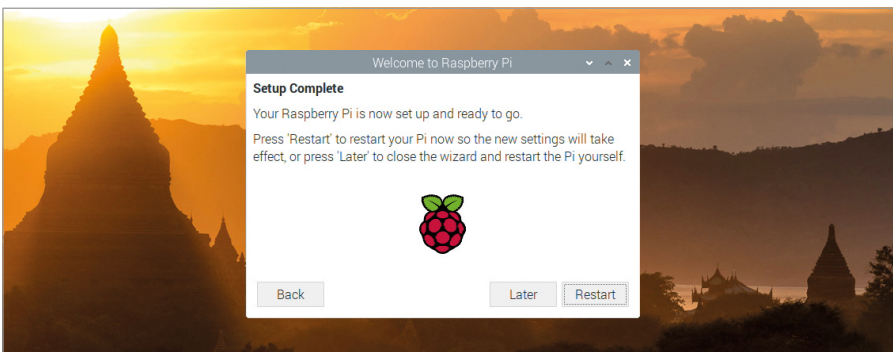 Welcome to Raspberry Pi
Setup Complete
Your Raspberry Pi is now set up and ready to go.
Press 'Restart' to restart your Pi now so the new settings will take
effect, or press 'Later' to close the wizard and restart the Pi yourself.
Back Later Restart